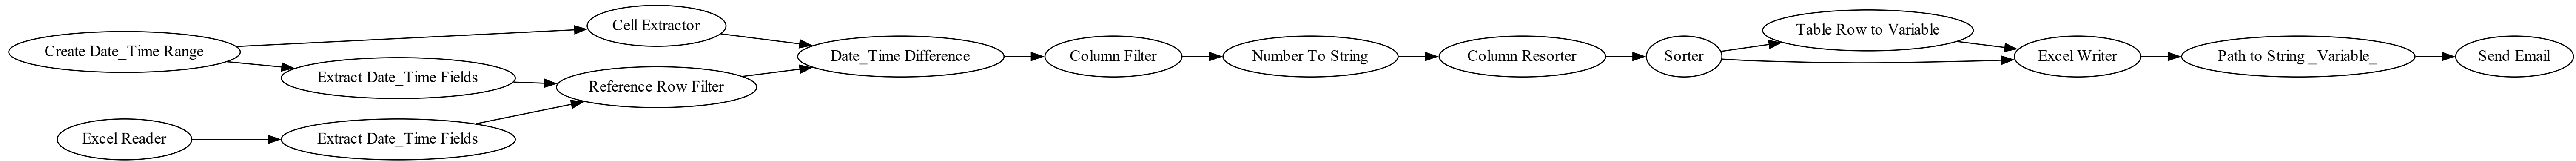 Create Date_Time Range
Cell Extractor
Extract Date_Time Fields
Excel Reader
Extract Date_Time Fields
Reference Row Filter
Date_Time Difference
Column Filter
Number To String
Column Resorter
Sorter
Table Row to Variable
Excel Writer
Path to String _Variable_
Send Email